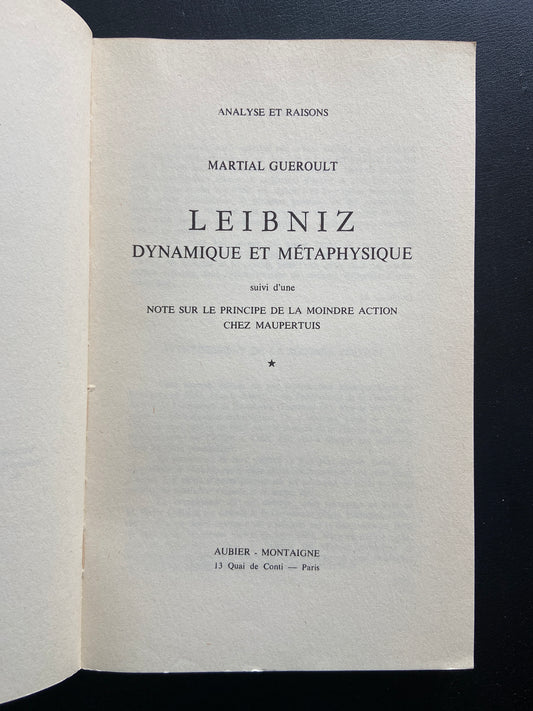 ANALYSE ET RAISONS
MARTIAL GUEROULT
LEIBNIZ
DYNAMIQUE ET MÉTAPHYSIQUE
suivi d'une
NOTE SUR LE PRINCIPE DE LA MOINDRE ACTION
CHEZ MAUPERTUIS
★
AUBIER - MONTAIGNE
13 Quai de Conti — Paris